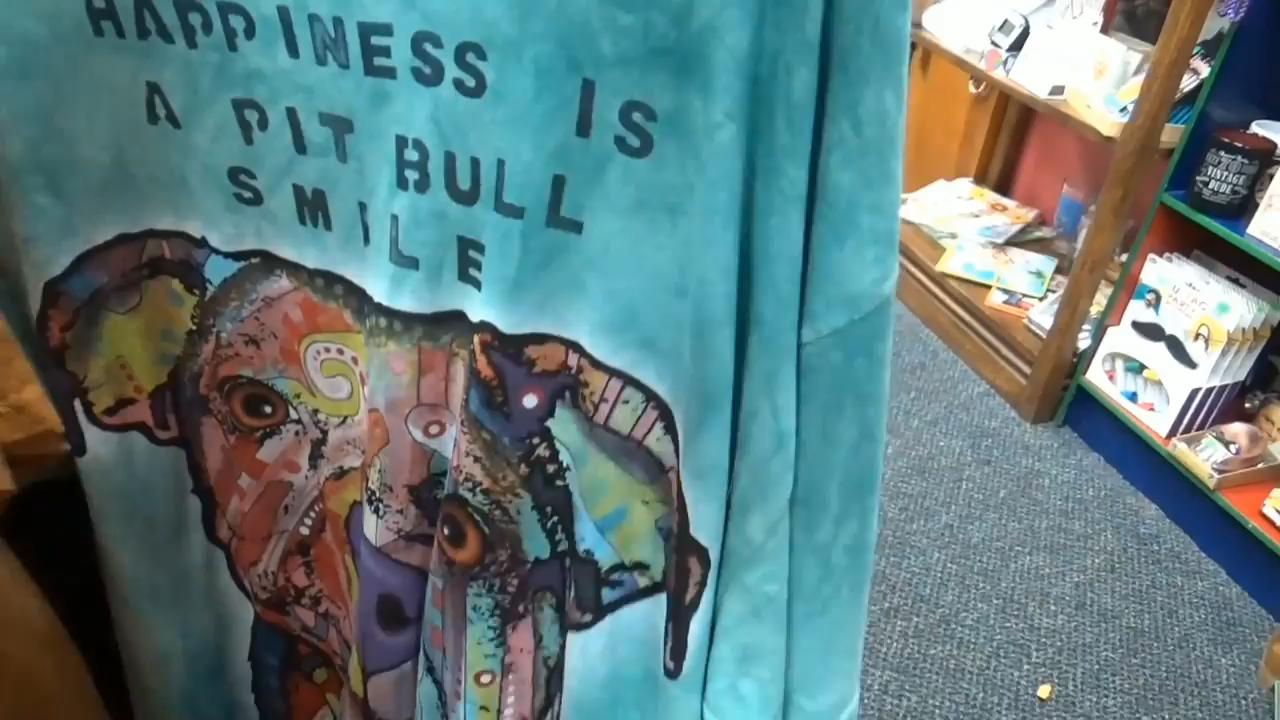 HAPPINESS IS
A PIT BULL
SMILE
VINTAGE
DUDE